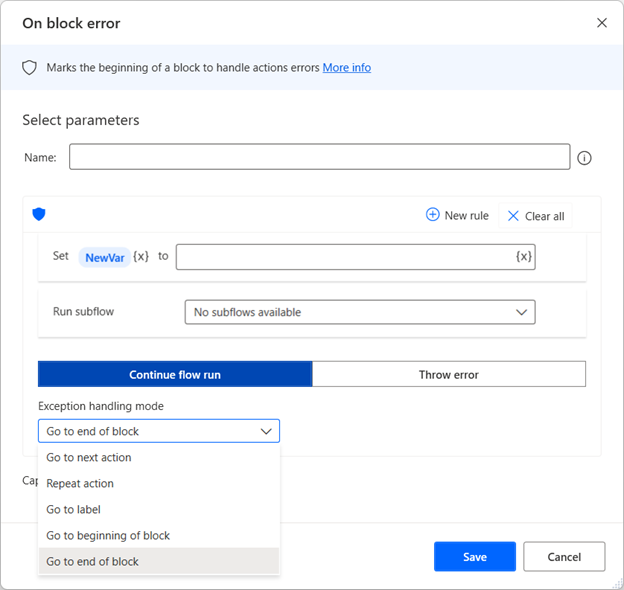 On block error
Marks the beginning of a block to handle actions errors More info
Select parameters
Name:
New rule Clear all
Set NewVar {x} to {x}
Run subflow No subflows available
Continue flow run Throw error
Exception handling mode
Go to end of block
Go to next action
Repeat action
Go to label
Go to beginning of block
Go to end of block
Save Cancel